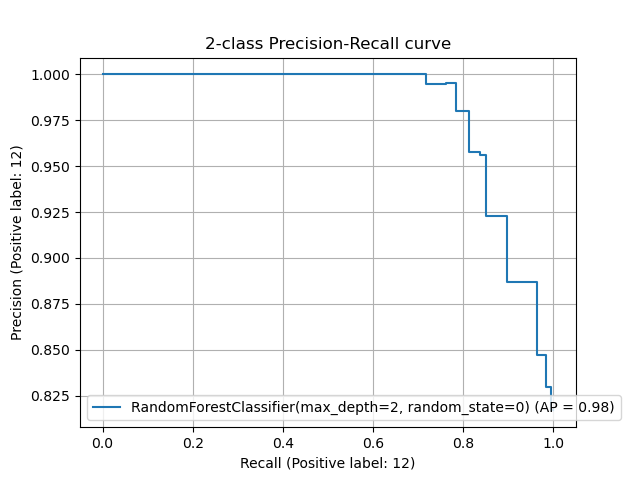 2-class Precision-Recall curve
Precision (Positive label: 12)
1.000
0.975
0.950
0.925
0.900
0.875
0.850
0.825
RandomForestClassifier(max_depth=2, random_state=0) (AP = 0.98)
0.0 0.2 0.4 0.6 0.8 1.0
Recall (Positive label: 12)